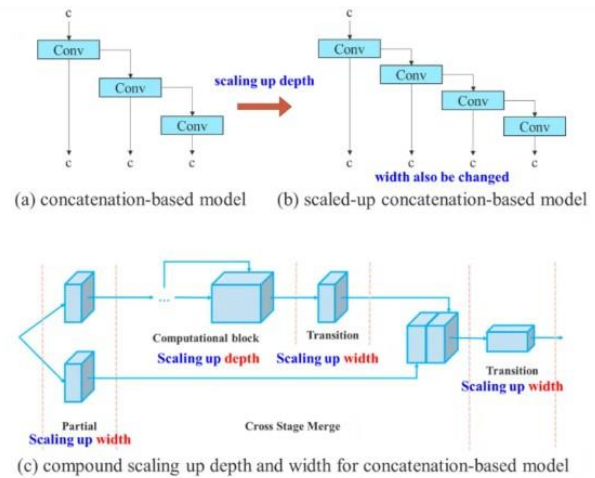 c
c
Conv
Conv
Conv
Conv
Conv
Conv
Conv
scaling up depth
c
c
c
c
c
c
c
width also be changed
(a) concatenation-based model
(b) scaled-up concatenation-based model
...
Computational block
Transition
Scaling up depth
Scaling up width
Transition
Scaling up width
Partial
Cross Stage Merge
Scaling up width
(c) compound scaling up depth and width for concatenation-based model